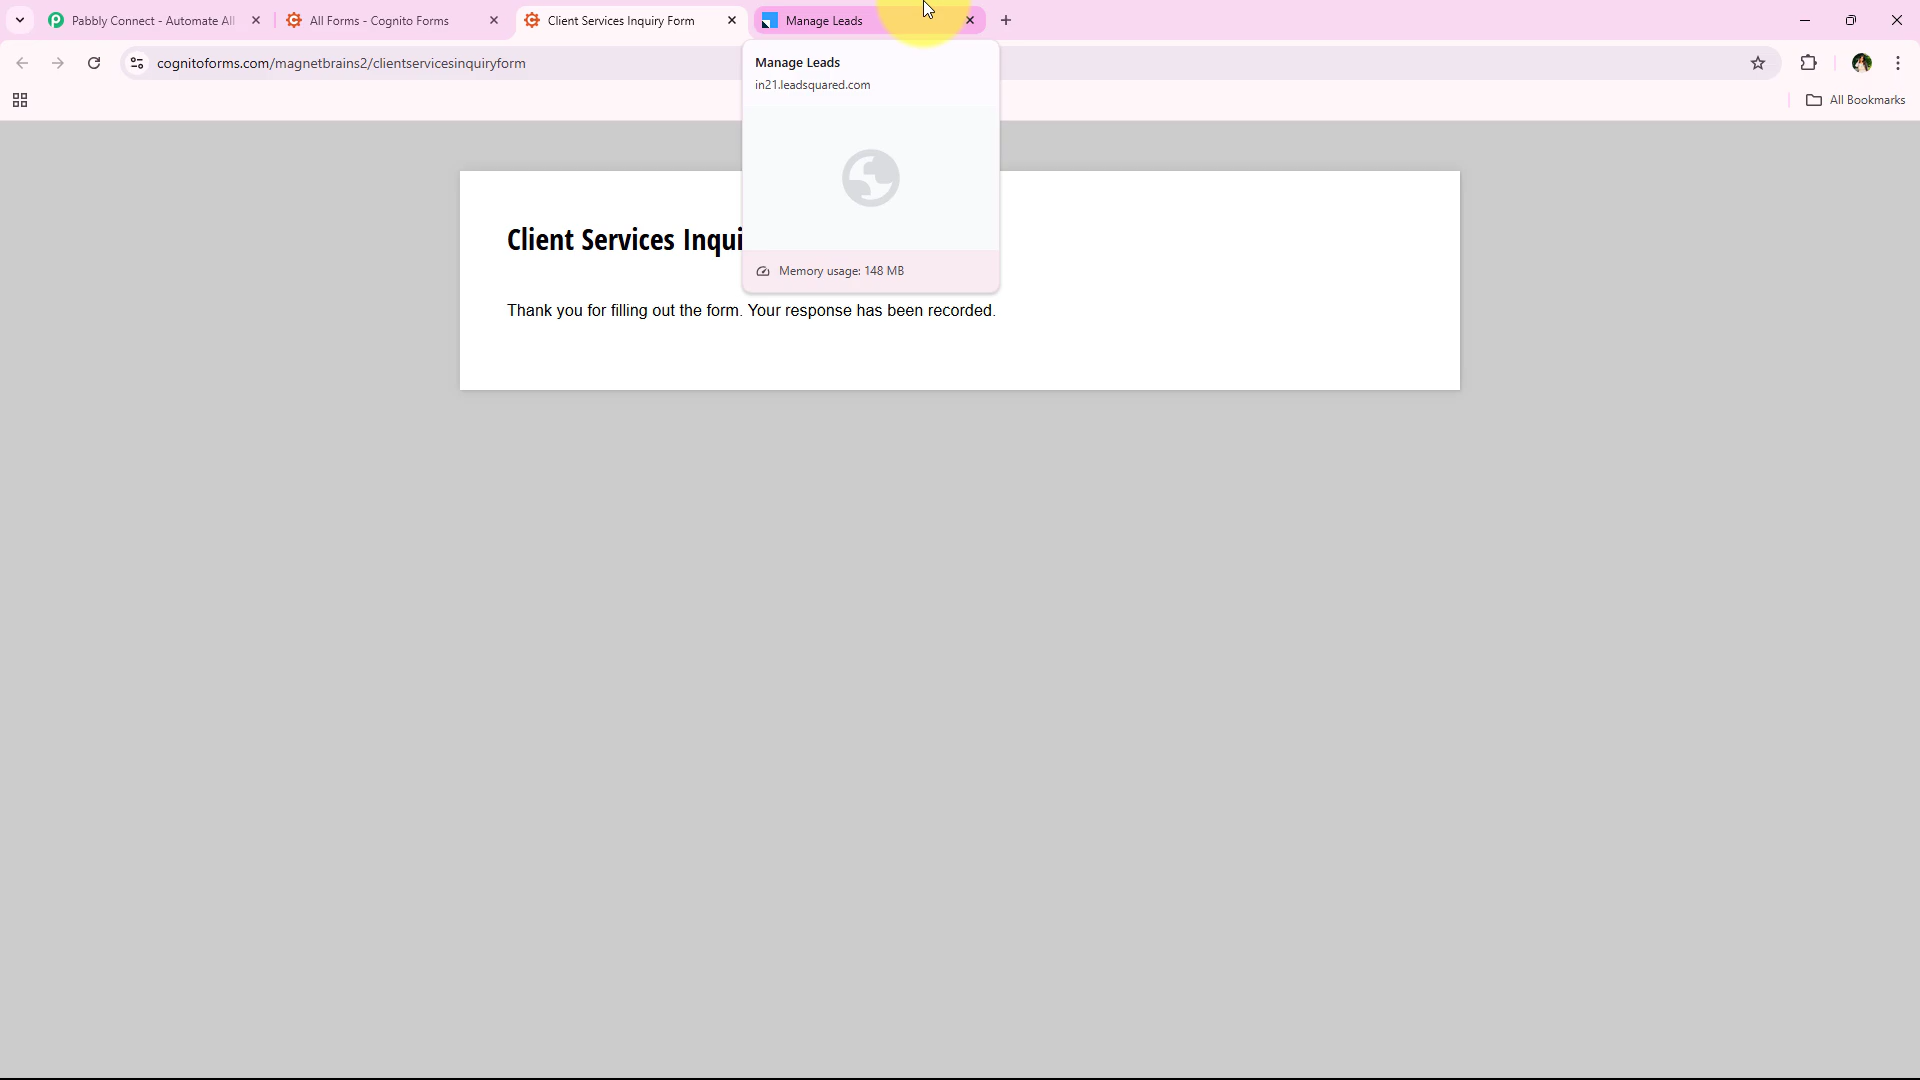 Pabbly Connect - Automate All
All Forms - Cognito Forms
Client Services Inquiry Form
Manage Leads
cognitoforms.com/magnetbrains2/clientservicesinquiryform
All Bookmarks
Manage Leads
in21.leadsquared.com
Memory usage: 148 MB
Client Services Inqui
Thank you for filling out the form. Your response has been recorded.